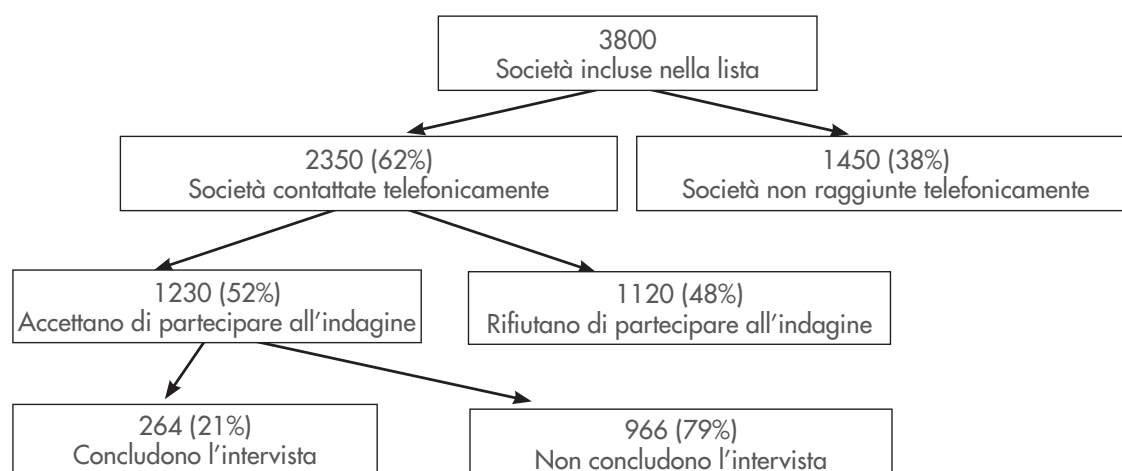 3800
Società incluse nella lista
2350 (62%)
Società contattate telefonicamente
1450 (38%)
Società non raggiunte telefonicamente
1230 (52%)
Accettano di partecipare all'indagine
1120 (48%)
Rifiutano di partecipare all'indagine
264 (21%)
Concludono l'intervista
966 (79%)
Non concludono l'intervista